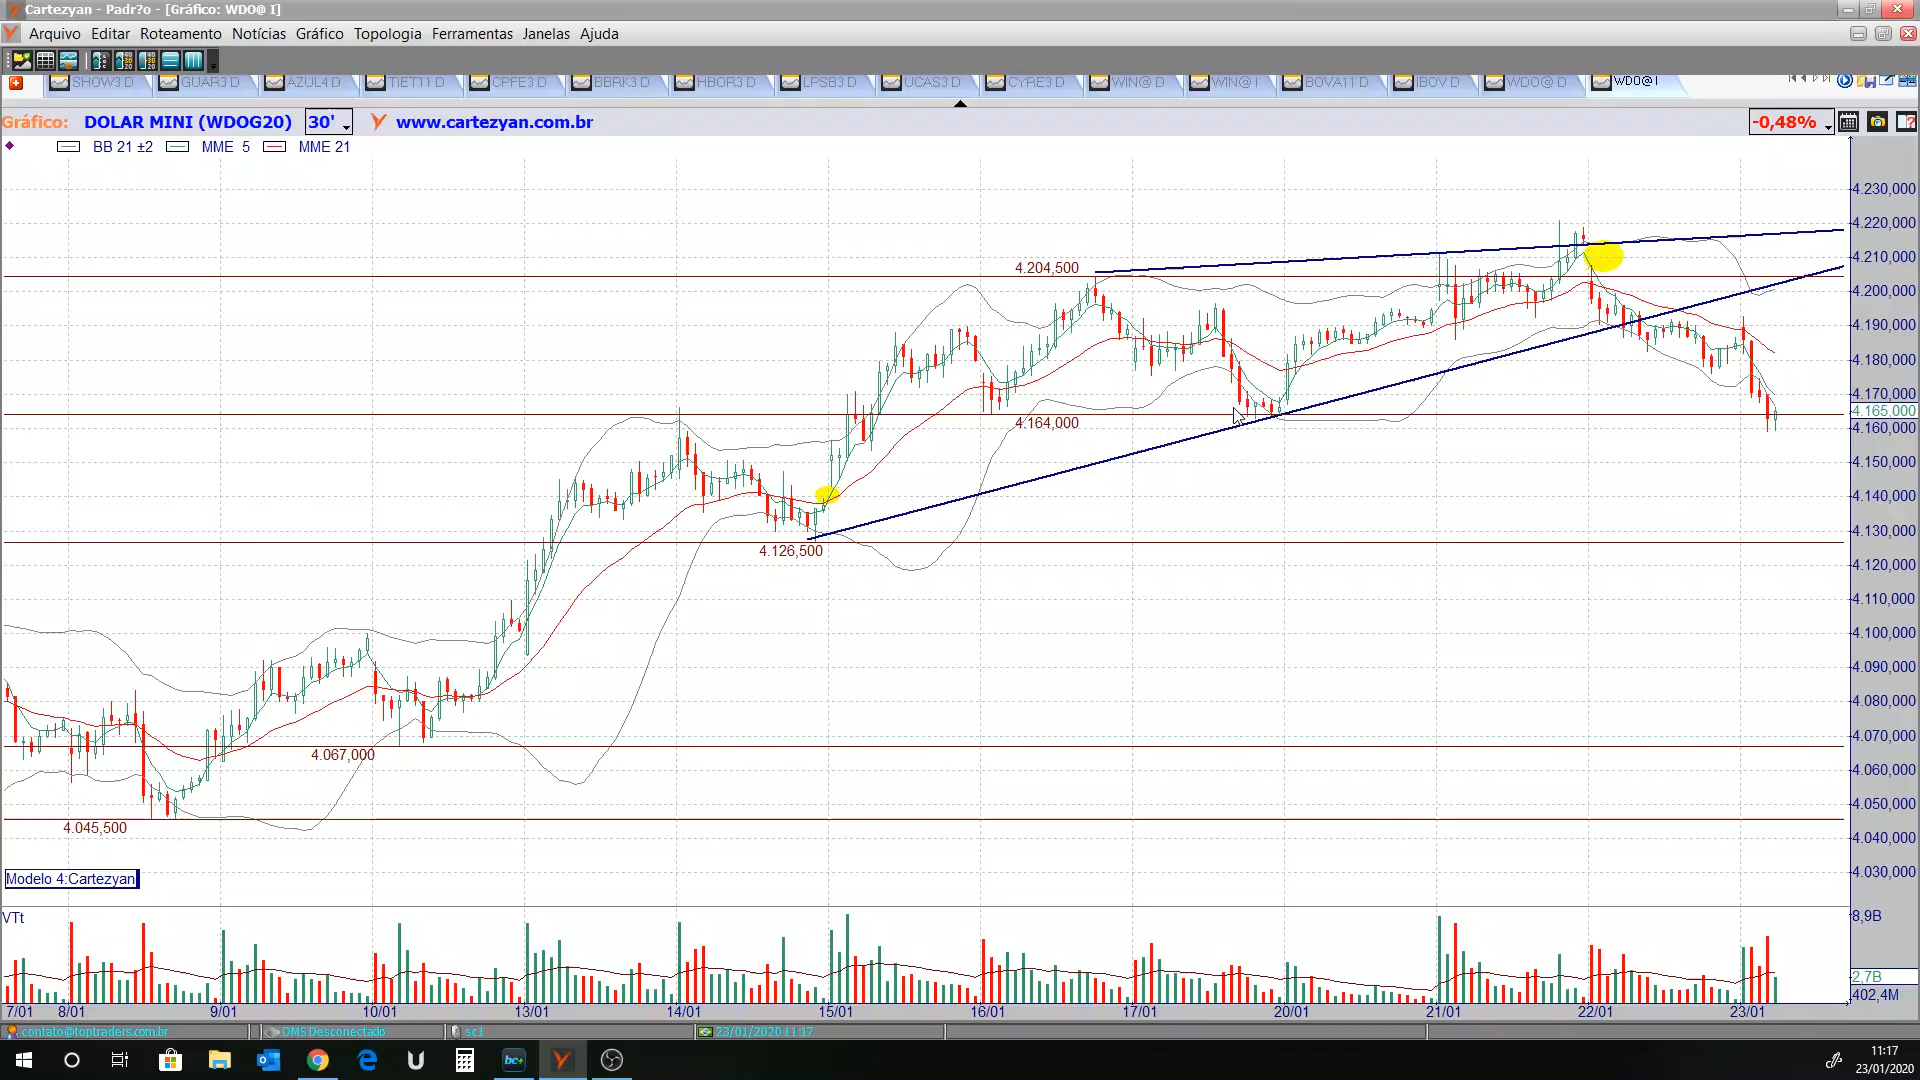 Cartezyan - Padr?o - [Gráfico: WDO@ I]
Arquivo Editar Roteamento Notícias Gráfico Topologia Ferramentas Janelas Ajuda
SHOW3 D GUAR3 D AZUL4 D TIET11 D CPFE3 D BBRK3 D HBOR3 D LPSB3 D UCAS3 D CYRE3 D WIN@ D WIN@ I BOVA11 D IBOV D WDO@ D WDO@ I
Gráfico: DOLAR MINI (WDOG20) 30' www.cartezyan.com.br -0,48%
BB 21 ±2 MME 5 MME 21
4.230,000
4.220,000
4.210,000
4.200,000
4.190,000
4.180,000
4.170,000
4.165,000
4.160,000
4.150,000
4.140,000
4.130,000
4.120,000
4.110,000
4.100,000
4.090,000
4.080,000
4.070,000
4.060,000
4.050,000
4.040,000
4.030,000
4.204,500
4.164,000
4.126,500
4.067,000
4.045,500
Modelo 4:Cartezyan
VTt
8,9B
2,7B
402,4M
7/01 8/01 9/01 10/01 13/01 14/01 15/01 16/01 17/01 20/01 21/01 22/01 23/01
contato@toptraders.com.br OMS Desconectado sc1 23/01/2020 11:17
bc+
11:17
23/01/2020